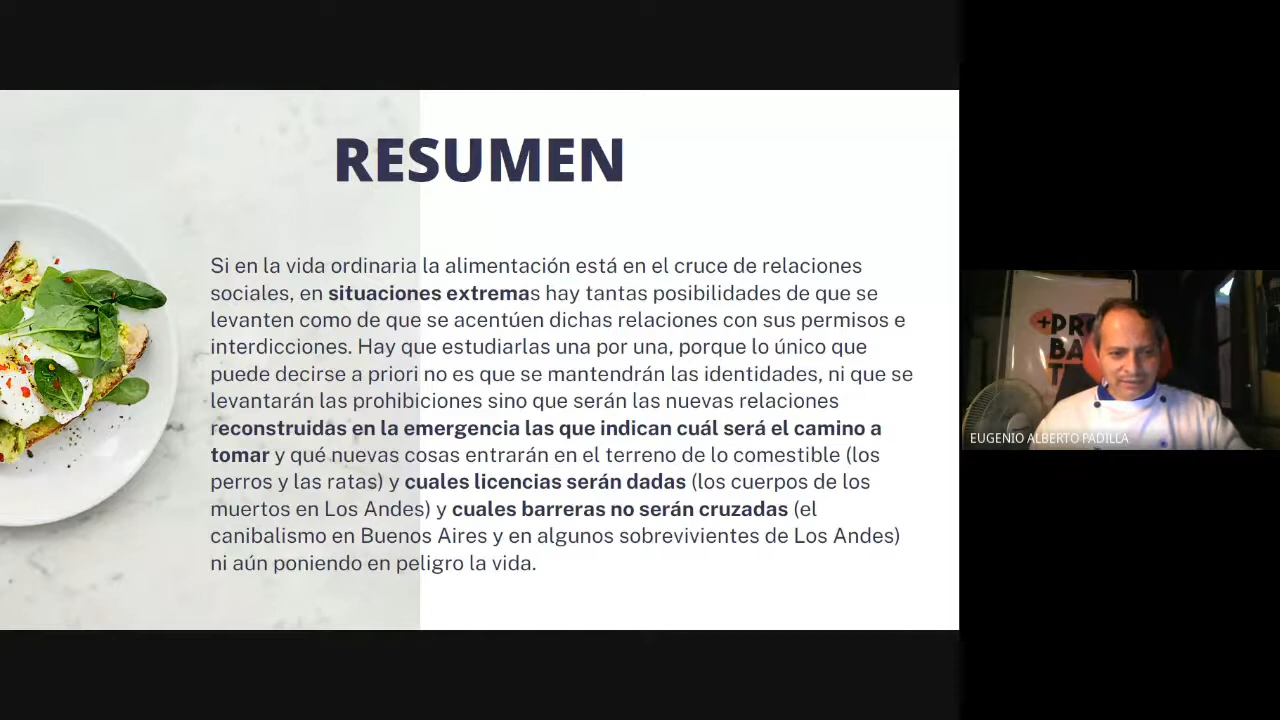 RESUMEN
Si en la vida ordinaria la alimentación está en el cruce de relaciones
sociales, en situaciones extremas hay tantas posibilidades de que se
levanten como de que se acentúen dichas relaciones con sus permisos e
interdicciones. Hay que estudiarlas una por una, porque lo único que
puede decirse a priori no es que se mantendrán las identidades, ni que se
levantarán las prohibiciones sino que serán las nuevas relaciones
reconstruidas en la emergencia las que indican cuál será el camino a
tomar y qué nuevas cosas entrarán en el terreno de lo comestible (los
perros y las ratas) y cuales licencias serán dadas (los cuerpos de los
muertos en Los Andes) y cuales barreras no serán cruzadas (el
canibalismo en Buenos Aires y en algunos sobrevivientes de Los Andes)
ni aún poniendo en peligro la vida.
EUGENIO ALBERTO PADILLA